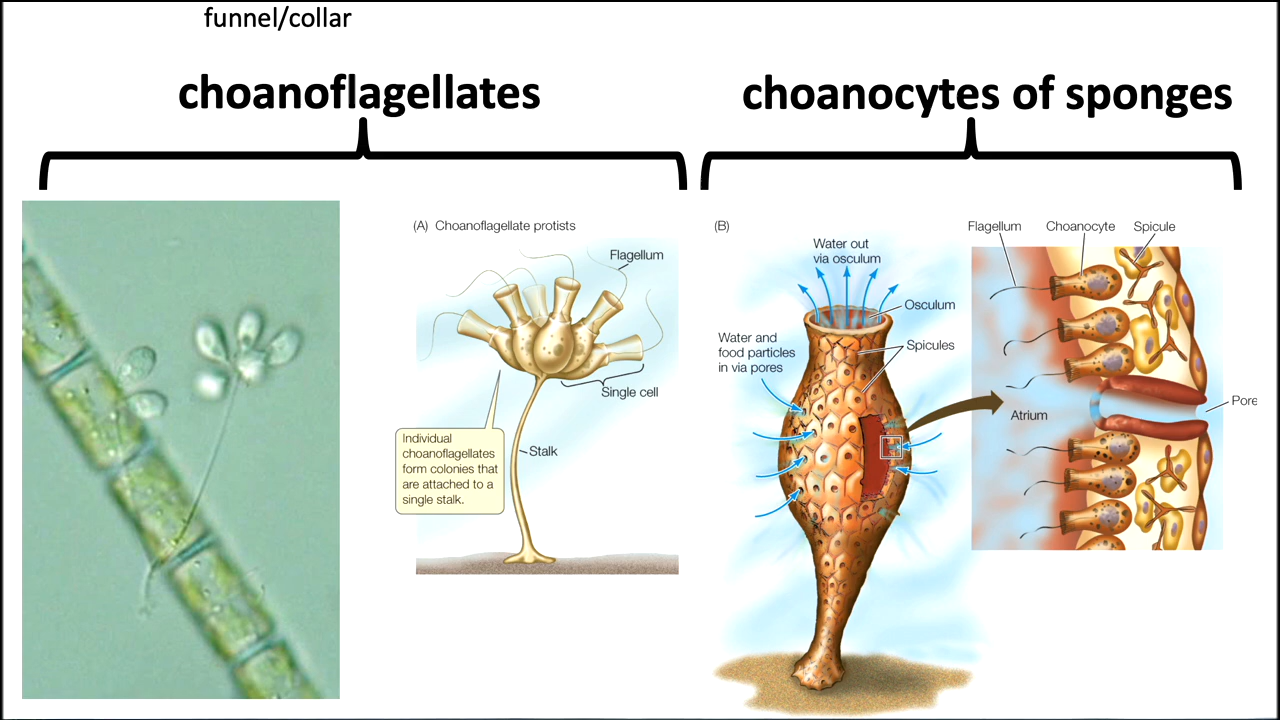 funnel/collar
choanoflagellates
choanocytes of sponges
(A) Choanoflagellate protists
Flagellum
Single cell
Individual
choanoflagellates
form colonies that
are attached to a
single stalk.
Stalk
(B)
Water out
via osculum
Osculum
Water and
food particles
in via pores
Spicules
Flagellum
Choanocyte
Spicule
Atrium
Pore